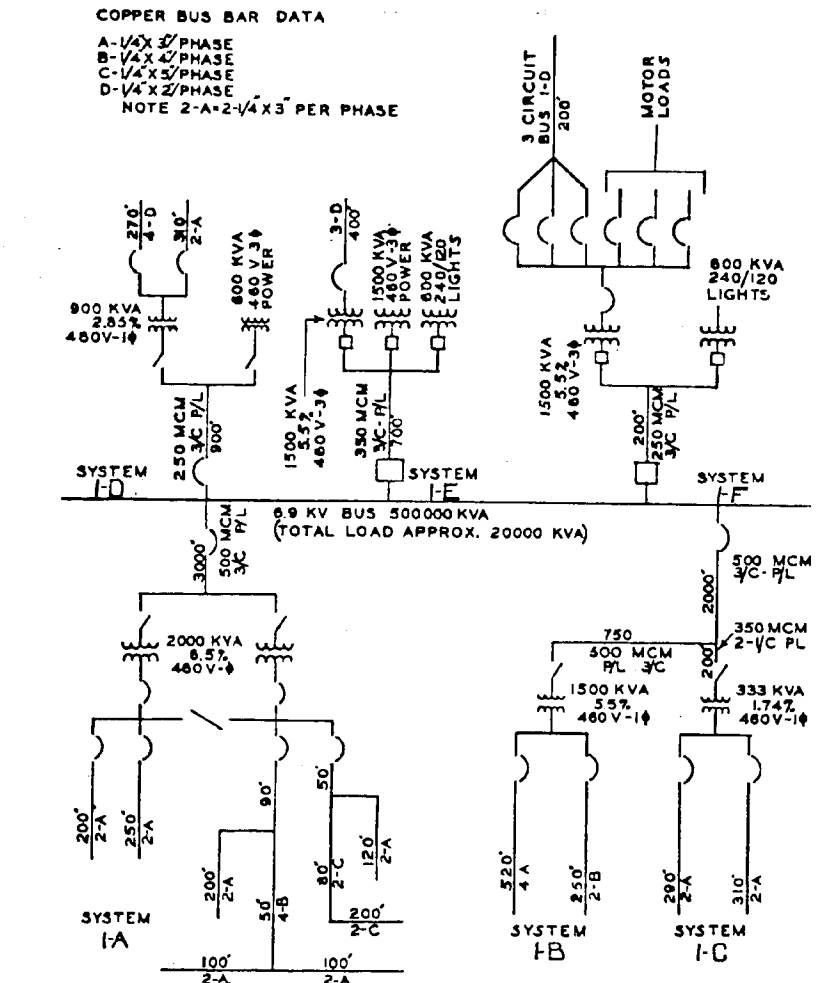 COPPER BUS BAR DATA
A-1/4"X 3"/PHASE
B-1/4"X 4"/PHASE
C-1/4"X 5"/PHASE
D-1/4"X 2"/PHASE
NOTE 2-A=2-1/4"X 3" PER PHASE
3 CIRCUIT
BUS 1-D
200'
MOTOR
LOADS
270'
4-D
310'
2-A
600 KVA
460 V-3ϕ
POWER
900 KVA
2.85%
460V-1ϕ
3-D
400'
1500 KVA
460 V-3ϕ
POWER
600 KVA
240/120
LIGHTS
600 KVA
240/120
LIGHTS
1500 KVA
5.5%
460 V-3ϕ
1500 KVA
5.5%
460 V-3ϕ
250 MCM
3/C P/L
900'
350 MCM
3/C-P/L
700'
200'
250 MCM
3/C P/L
SYSTEM
1-D
SYSTEM
1-E
SYSTEM
1-F
6.9 KV BUS 500000 KVA
(TOTAL LOAD APPROX. 20000 KVA)
3000'
500 MCM
3/C P/L
500 MCM
3/C-P/L
2000'
2000 KVA
6.5%
460 V-ϕ
750
500 MCM
P/L 3/C
200'
350 MCM
2-1/C PL
1500 KVA
5.5%
460V-1ϕ
333 KVA
1.74%
460V-1ϕ
200'
2-A
250'
2-A
90'
50'
200'
2-A
50'
4-B
80'
2-C
120'
2-A
200'
2-C
100'
2-A
100'
2-A
SYSTEM
1-A
520'
4 A
250'
2-B
290'
2-A
310'
2-A
SYSTEM
1-B
SYSTEM
1-C